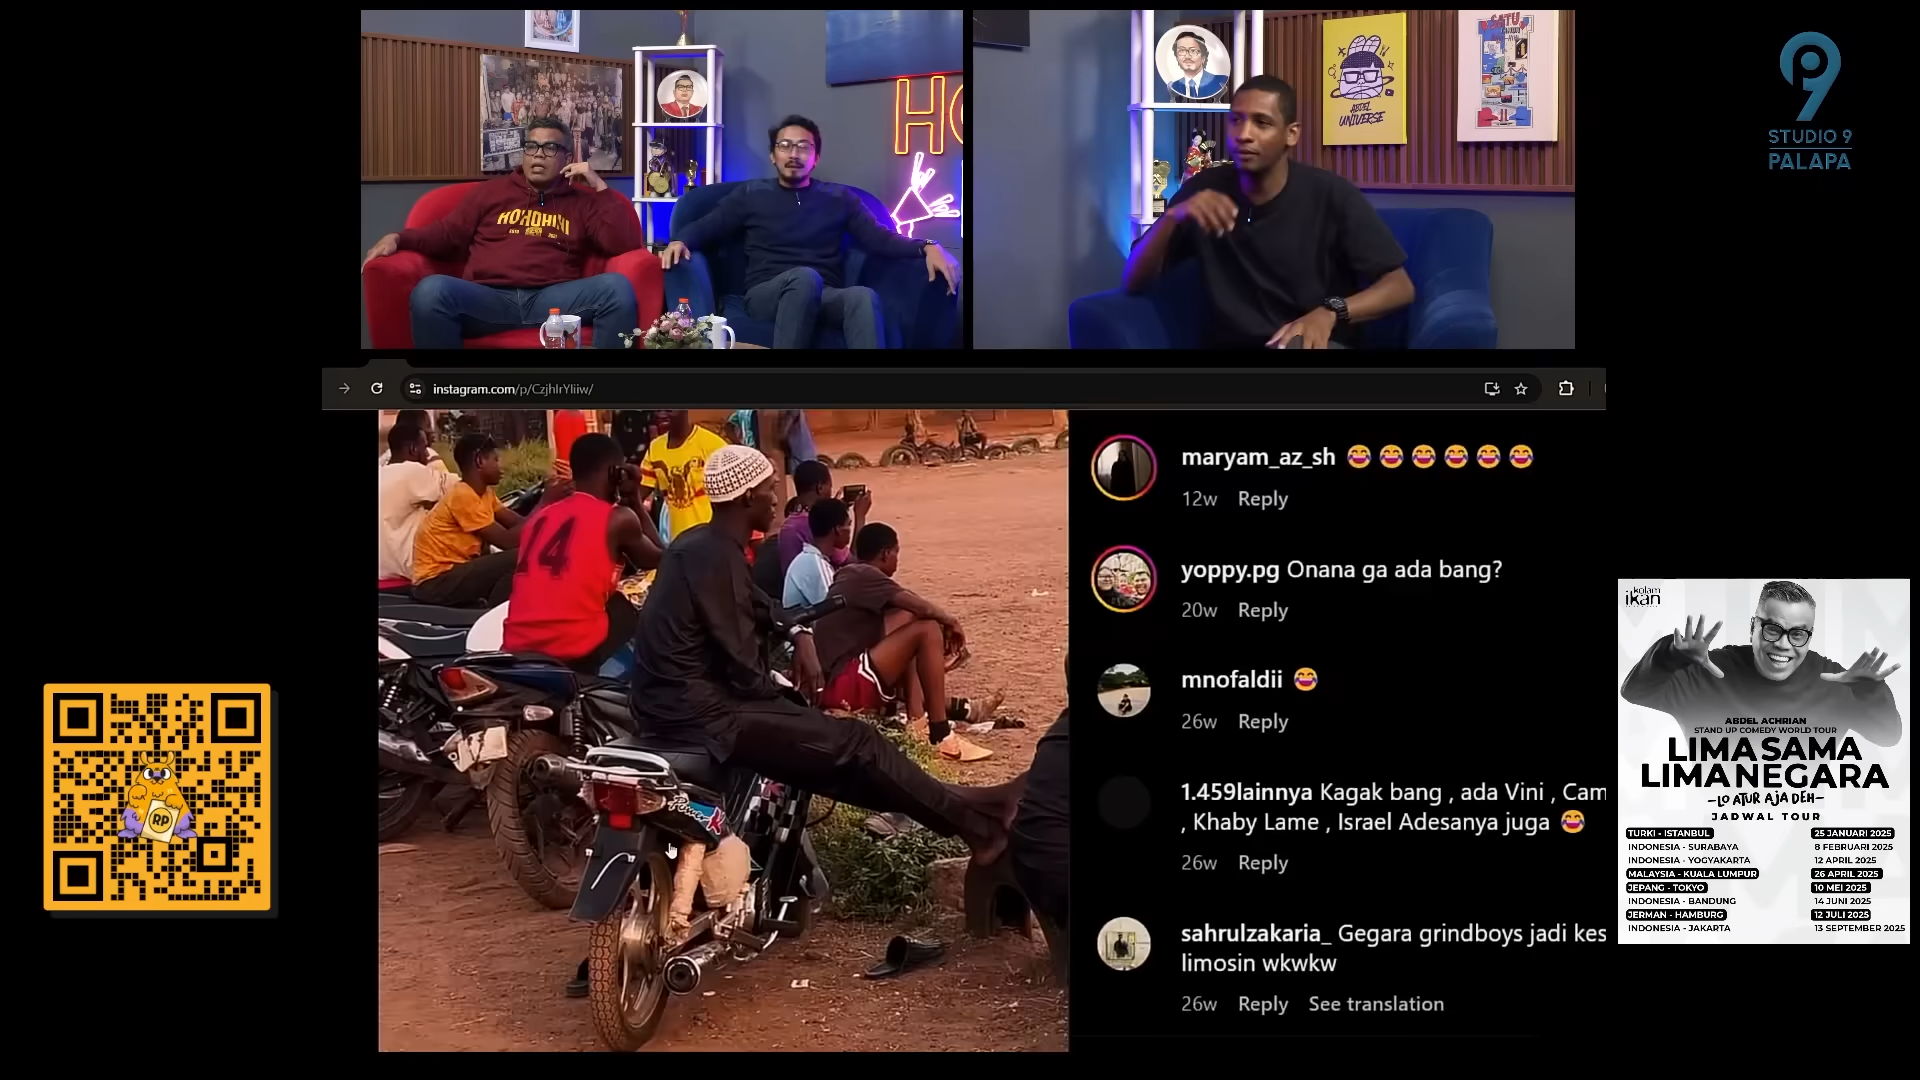 HO
MOHDHINI
ABDEL
UNIVERSE
SATU
STUDIO 9
PALAPA
instagram.com/p/CzjhIrYIiiw/
maryam_az_sh 😂 😂 😂 😂 😂 😂
12w Reply
yoppy.pg Onana ga ada bang?
20w Reply
mnofaldii 😂
26w Reply
1.459lainnya Kagak bang , ada Vini , Cam
, Khaby Lame , Israel Adesanya juga 😂
26w Reply
sahrulzakaria_ Gegara grindboys jadi kes
limosin wkwkw
26w Reply See translation
14
RP
kolam
ikan
ABDEL ACHRIAN
STAND UP COMEDY WORLD TOUR
LIMA SAMA
LIMA NEGARA
-LO ATUR AJA DEH-
JADWAL TOUR
TURKI - ISTANBUL 25 JANUARI 2025
INDONESIA - SURABAYA 8 FEBRUARI 2025
INDONESIA - YOGYAKARTA 12 APRIL 2025
MALAYSIA - KUALA LUMPUR 26 APRIL 2025
JEPANG - TOKYO 10 MEI 2025
INDONESIA - BANDUNG 14 JUNI 2025
JERMAN - HAMBURG 12 JULI 2025
INDONESIA - JAKARTA 13 SEPTEMBER 2025